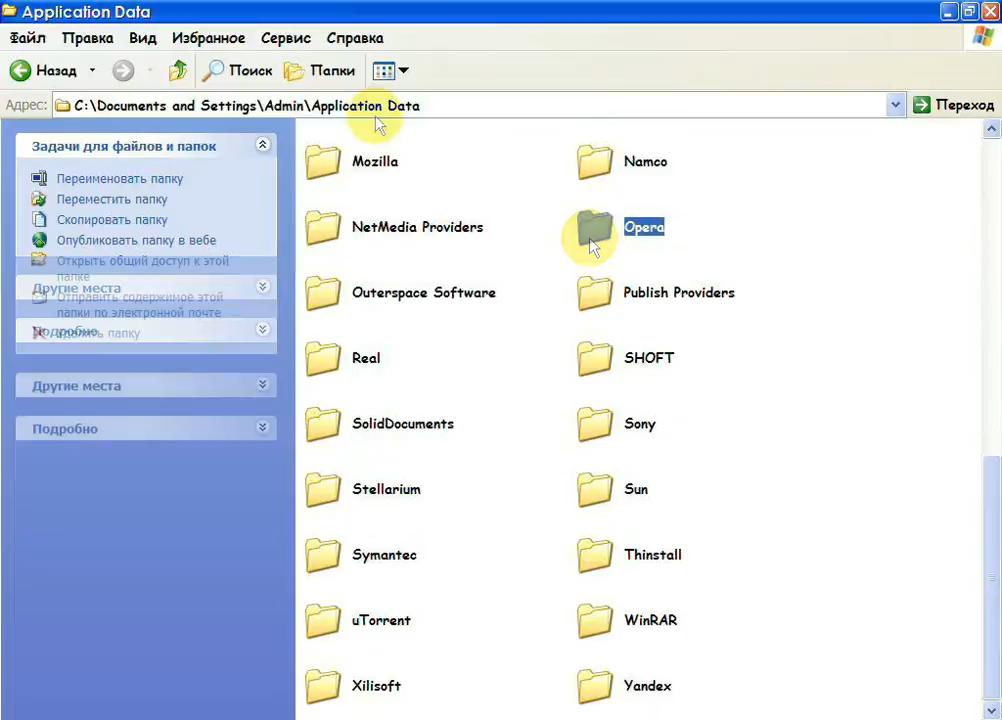 Application Data
Файл Правка Вид Избранное Сервис Справка
Назад Поиск Папки
Адрес: C:\Documents and Settings\Admin\Application Data Переход
Задачи для файлов и папок
Переименовать папку
Переместить папку
Скопировать папку
Опубликовать папку в вебе
Открыть общий доступ к этой
папке
Другие места
Отправить содержимое этой
папки по электронной почте
Подробно
Удалить папку
Другие места
Подробно
Mozilla Namco
NetMedia Providers Opera
Outerspace Software Publish Providers
Real SHOFT
SolidDocuments Sony
Stellarium Sun
Symantec Thinstall
uTorrent WinRAR
Xilisoft Yandex